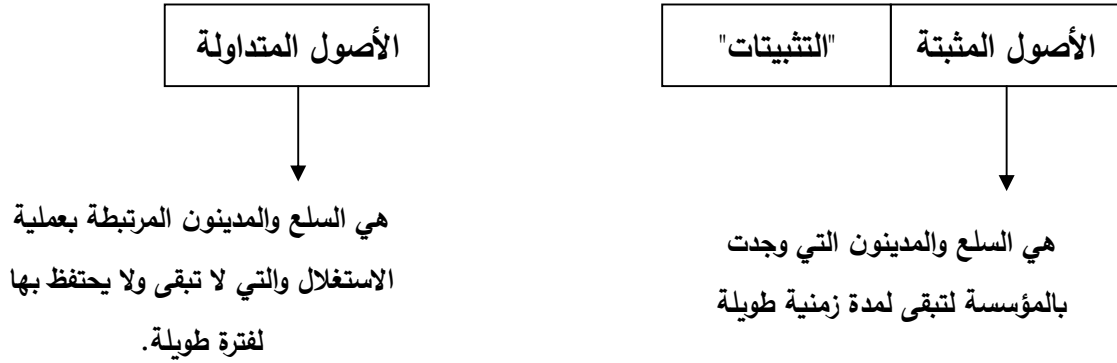 الأصول المثبتة
"التثبيتات"
الأصول المتداولة
هي السلع والمدينون التي وجدت
بالمؤسسة لتبقى لمدة زمنية طويلة
هي السلع والمدينون المرتبطة بعملية
الاستغلال والتي لا تبقى ولا يحتفظ بها
لفترة طويلة.